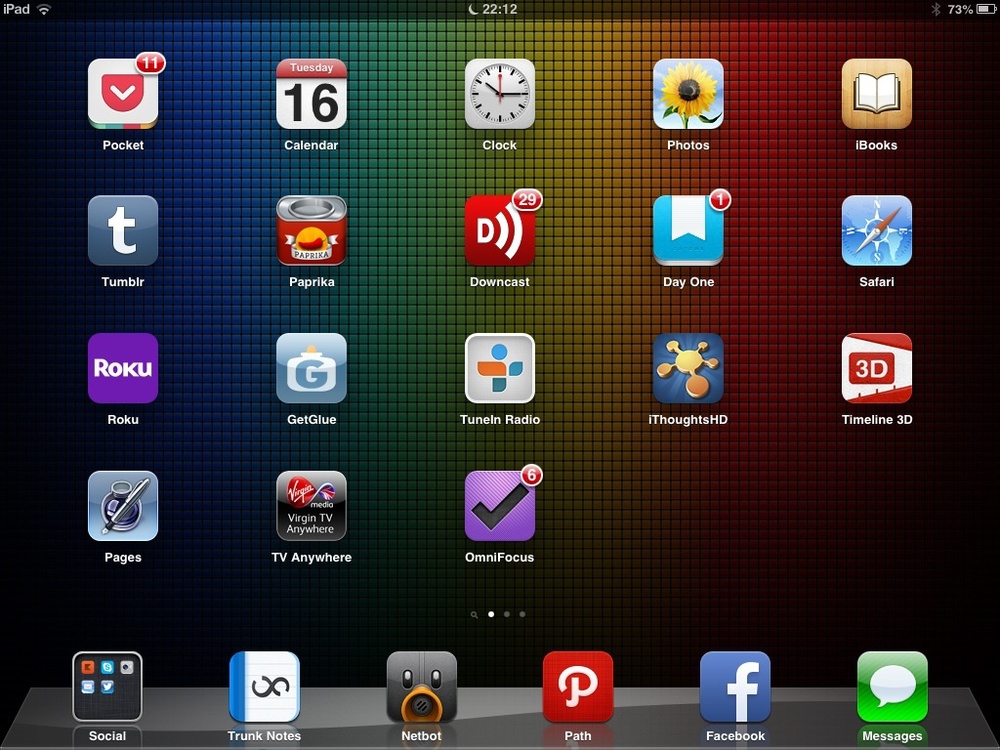 iPad 22:12 73%
11
Tuesday
16
Pocket Calendar Clock Photos iBooks
t
PAPRIKA
D
29
1
N
S
Tumblr Paprika Downcast Day One Safari
Roku
G
3D
Roku GetGlue TuneIn Radio iThoughtsHD Timeline 3D
Virgin
media
Virgin TV
Anywhere
6
Pages TV Anywhere OmniFocus
f
Social Trunk Notes Netbot Path Facebook Messages